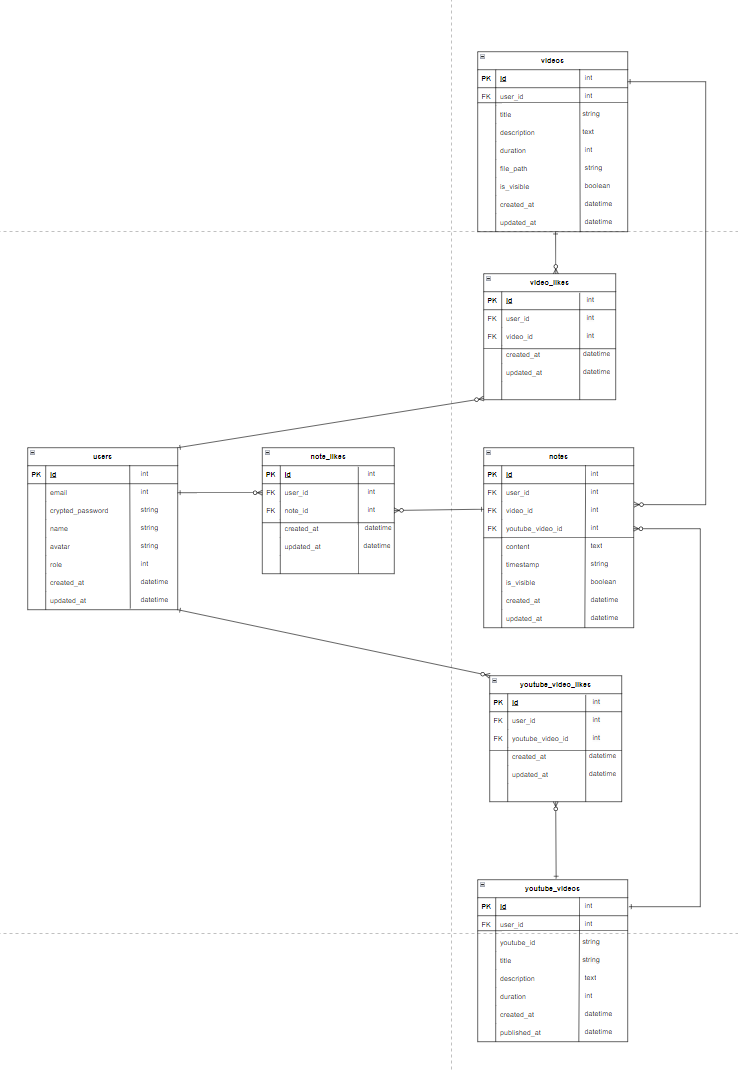 videos
PK id int
FK user_id int
title string
description text
duration int
file_path string
is_visible boolean
created_at datetime
updated_at datetime
video_likes
PK id int
FK user_id int
FK video_id int
created_at datetime
updated_at datetime
users
PK id int
email int
crypted_password string
name string
avatar string
role int
created_at datetime
updated_at datetime
note_likes
PK id int
FK user_id int
FK note_id int
created_at datetime
updated_at datetime
notes
PK id int
FK user_id int
FK video_id int
FK youtube_video_id int
content text
timestamp string
is_visible boolean
created_at datetime
updated_at datetime
youtube_video_likes
PK id int
FK user_id int
FK youtube_video_id int
created_at datetime
updated_at datetime
youtube_videos
PK id int
FK user_id int
youtube_id string
title string
description text
duration int
created_at datetime
published_at datetime